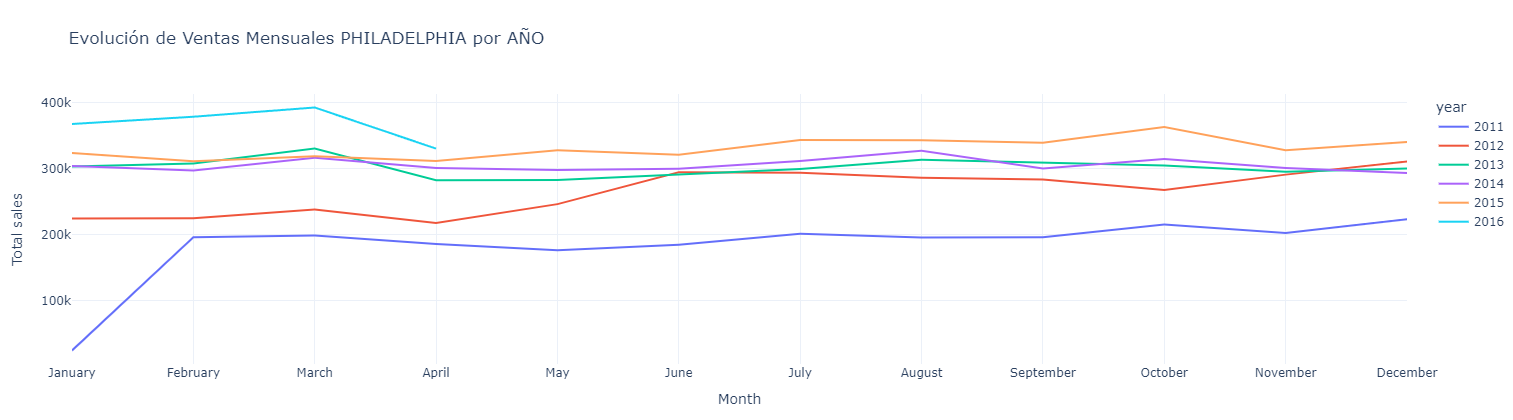 Evolución de Ventas Mensuales PHILADELPHIA por AÑO
Total sales
400k
300k
200k
100k
January February March April May June July August September October November December
Month
year
2011
2012
2013
2014
2015
2016